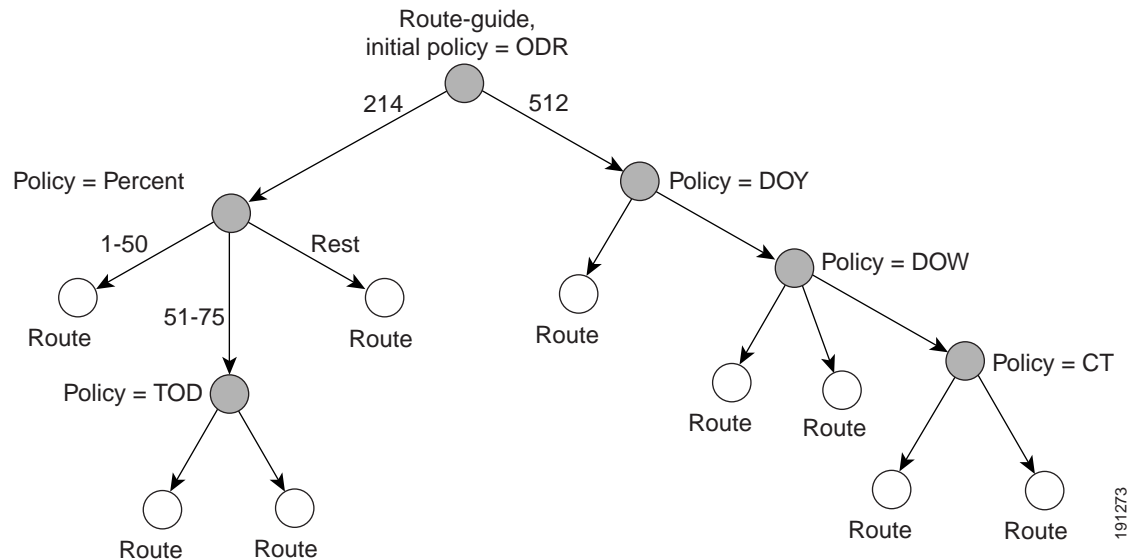 Route-guide,
initial policy = ODR
214
512
Policy = Percent
Policy = DOY
1-50
Rest
Policy = DOW
51-75
Route
Route
Route
Policy = CT
Policy = TOD
Route
Route
Route
Route
Route
Route
191273